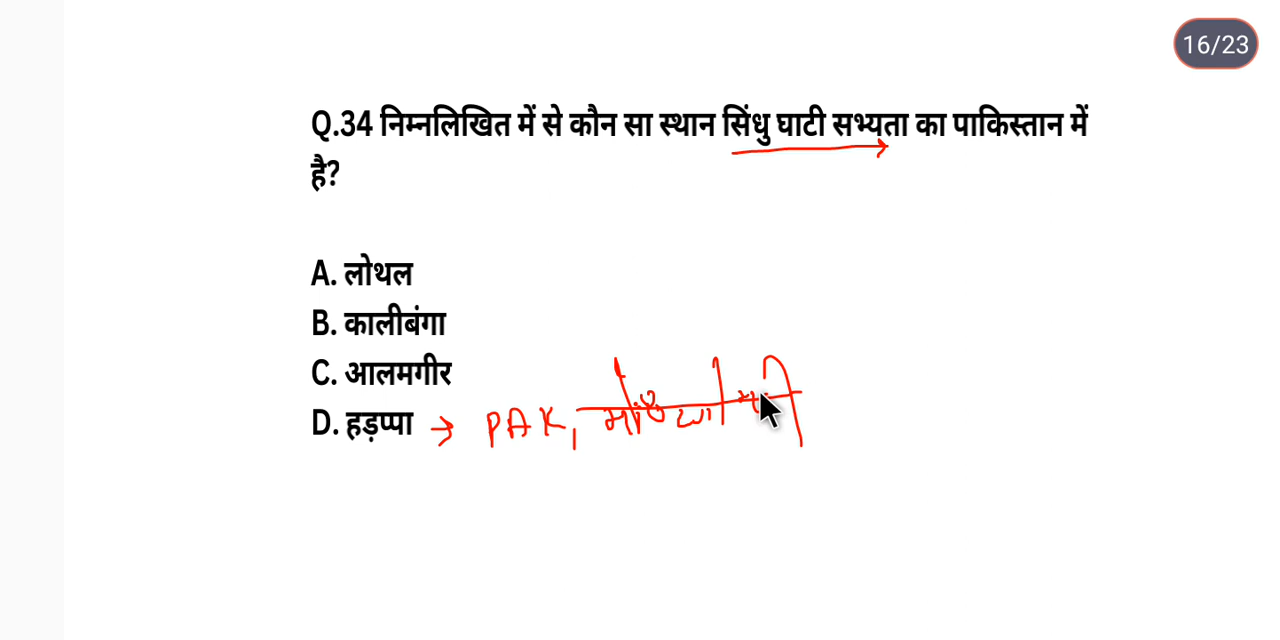 16/23
Q.34 निम्नलिखित में से कौन सा स्थान सिंधु घाटी सभ्यता का पाकिस्तान में
है?
A. लोथल
B. कालीबंगा
C. आलमगीर
D. हड़प्पा → PAK,